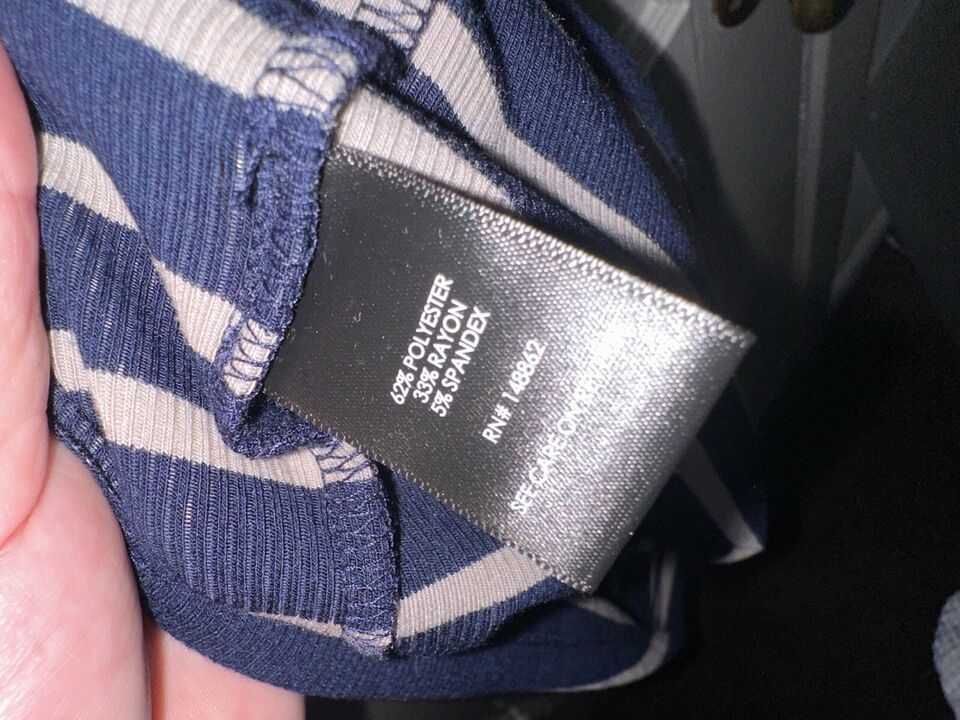 62% POLYESTER
33% RAYON
5% SPANDEX
RN# 148862
SEE CARE ON